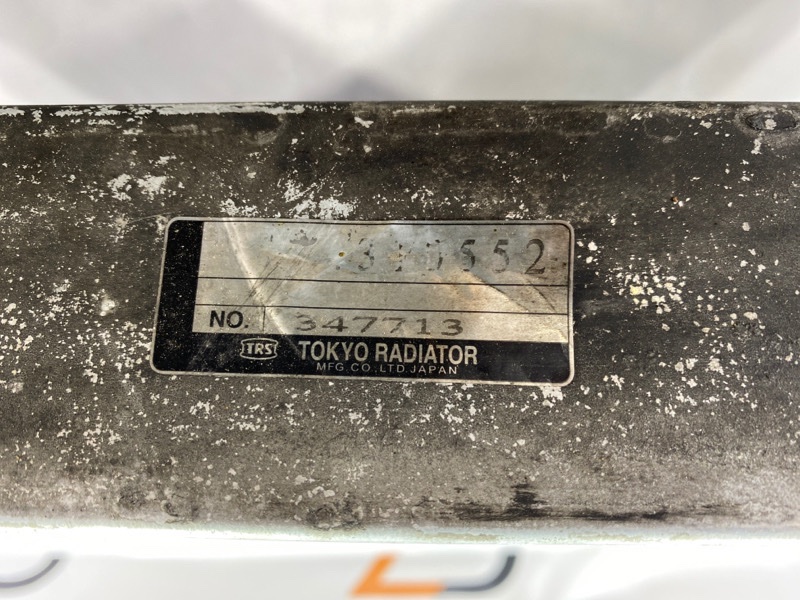 NO. 347713
TRS TOKYO RADIATOR
MFG.CO.,LTD.JAPAN